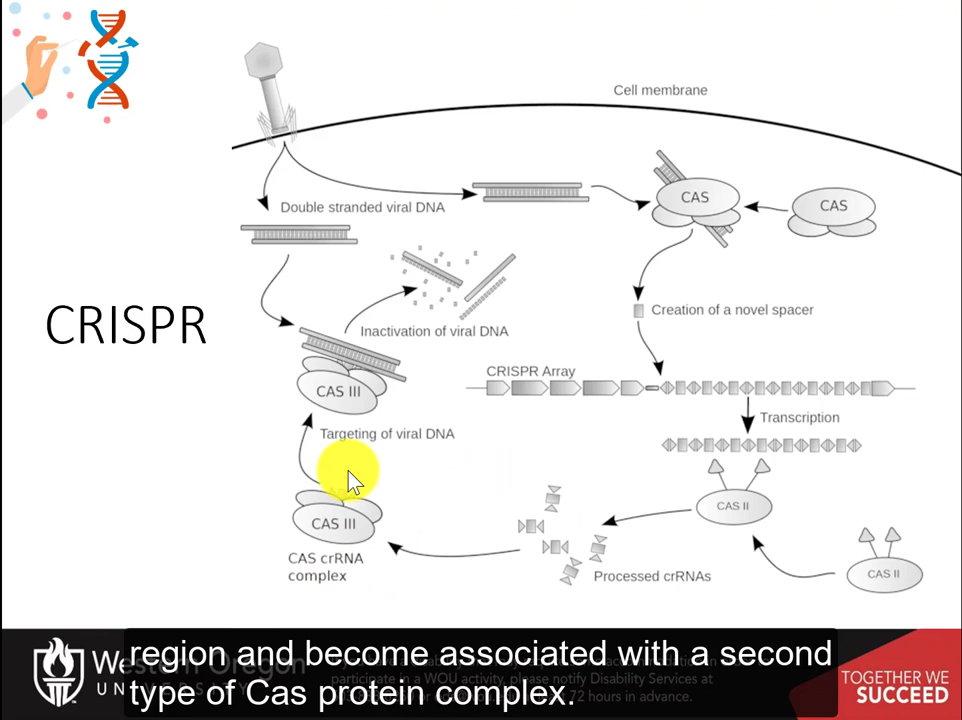 Cell membrane
CAS
CAS
Double stranded viral DNA
CRISPR
Creation of a novel spacer
Inactivation of viral DNA
CRISPR Array
CAS III
Transcription
Targeting of viral DNA
CAS II
CAS III
CAS crRNA
complex
Processed crRNAs
CAS II
region and become associated with a second
type of Cas protein complex.
Western Oregon
UNIVERSITY
participate in a WOU activity, please notify Disability Services at
72 hours in advance.
TOGETHER WE
SUCCEED